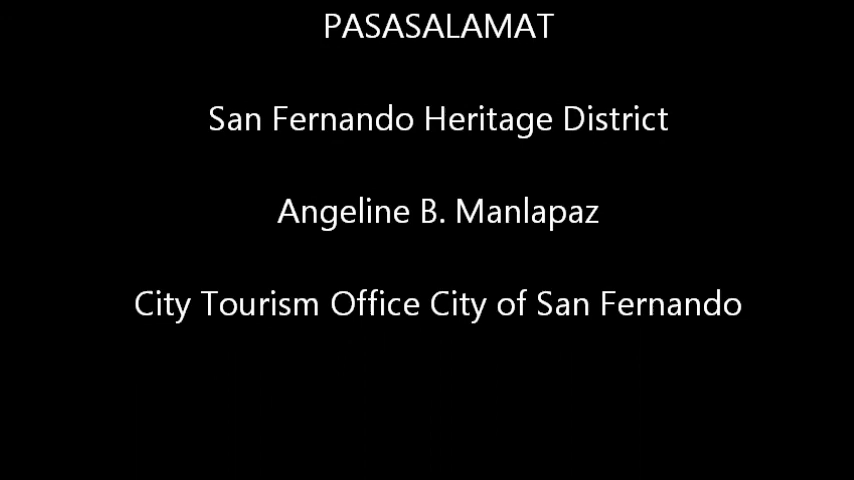 PASASALAMAT
San Fernando Heritage District
Angeline B. Manlapaz
City Tourism Office City of San Fernando